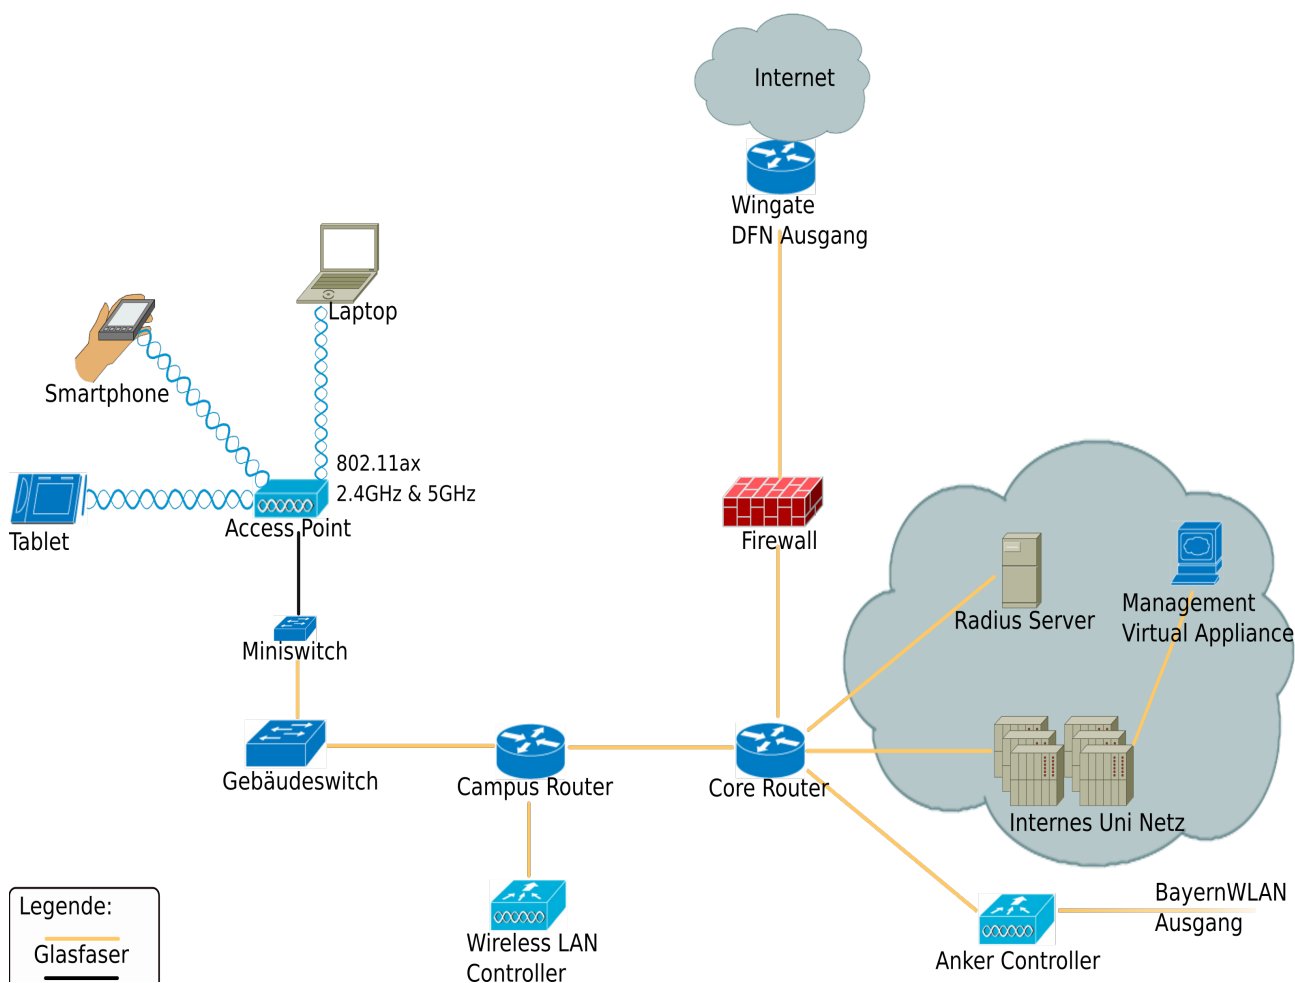 Internet
Wingate
DFN Ausgang
Laptop
Smartphone
802.11ax
2.4GHz & 5GHz
Access Point
Tablet
Firewall
Radius Server
Management
Virtual Appliance
Miniswitch
Gebäudeswitch
Campus Router
Core Router
Internes Uni Netz
Legende:
Glasfaser
Wireless LAN
Controller
Anker Controller
BayernWLAN
Ausgang